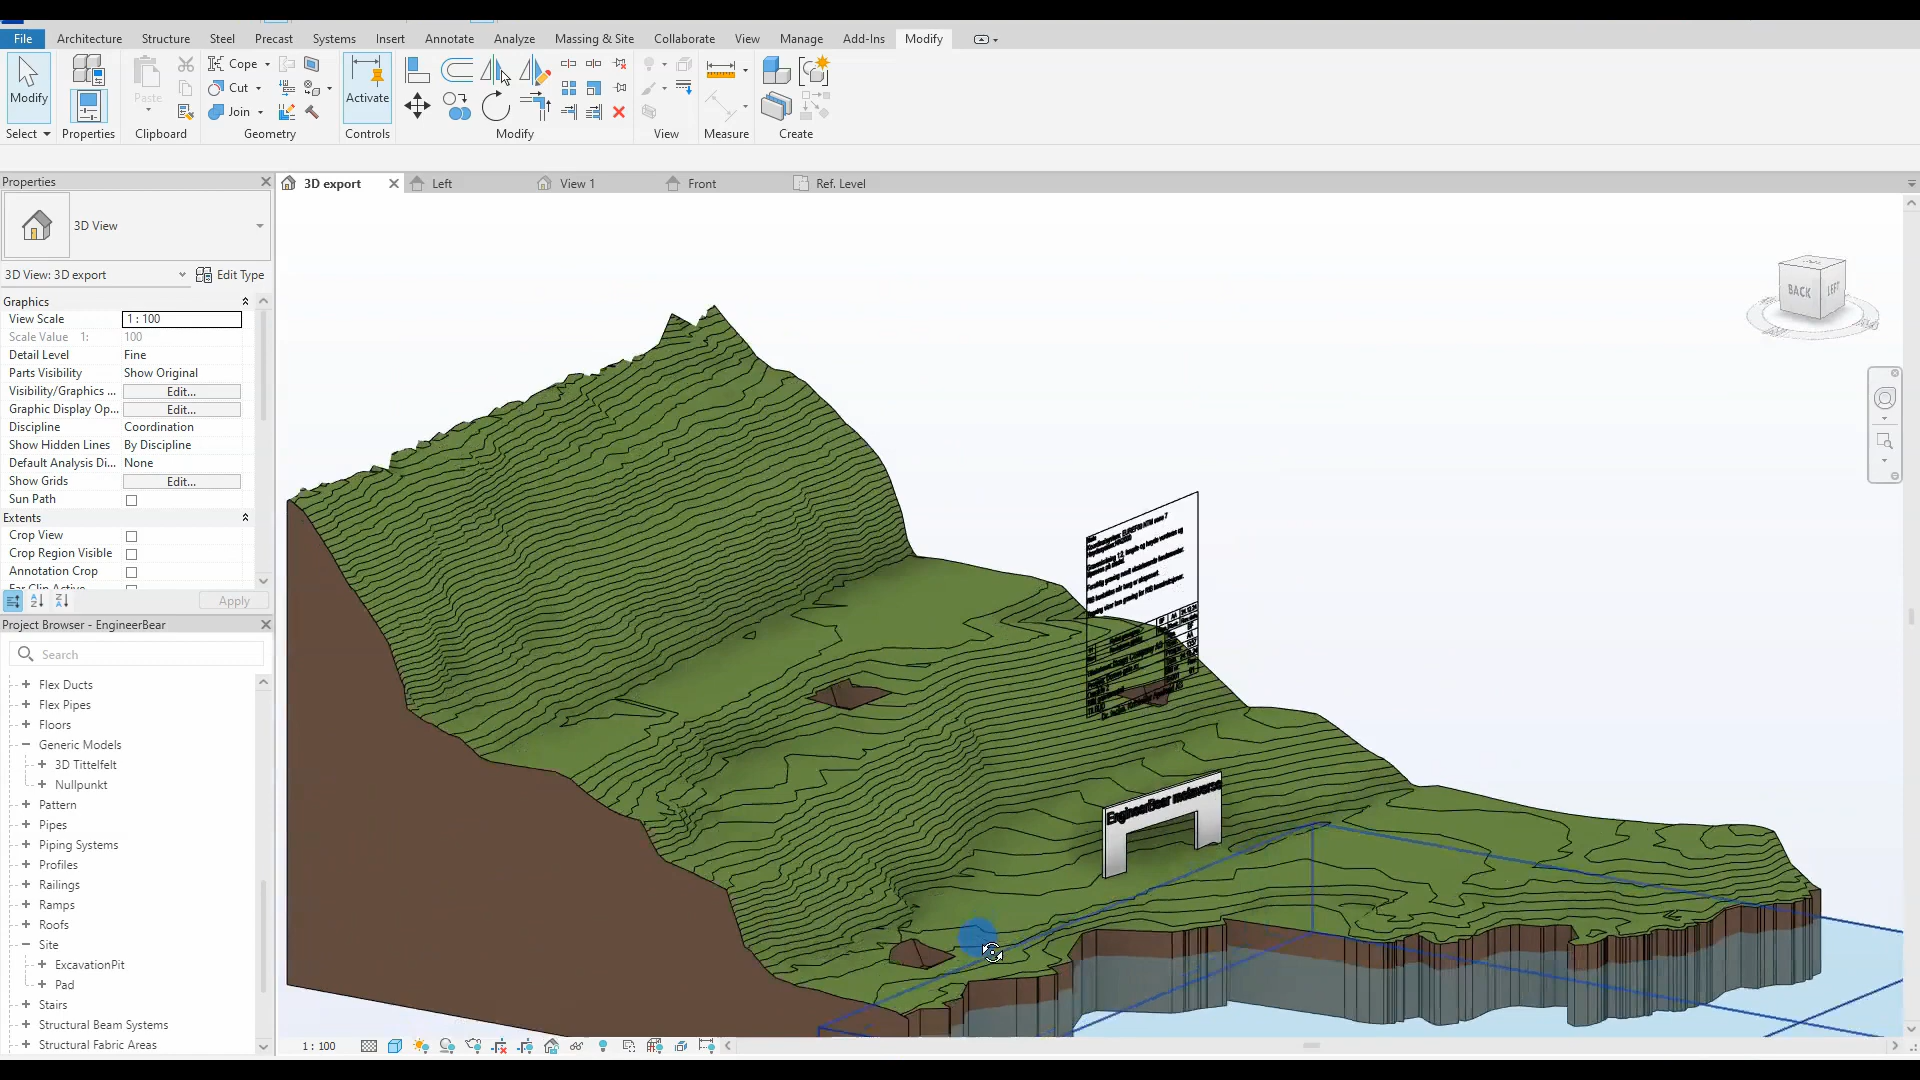 File Architecture Structure Steel Precast Systems Insert Annotate Analyze Massing & Site Collaborate View Manage Add-Ins Modify
Cope
Cut
Join
Modify
Paste
Activate
Select Properties Clipboard Geometry Controls Modify View Measure Create
Properties
3D export Left View 1 Front Ref. Level
3D View
3D View: 3D export Edit Type
Graphics
View Scale 1 : 100
Scale Value 1: 100
Detail Level Fine
Parts Visibility Show Original
Visibility/Graphics ... Edit...
Graphic Display Op... Edit...
Discipline Coordination
Show Hidden Lines By Discipline
Default Analysis Di... None
Show Grids Edit...
Sun Path
Extents
Crop View
Crop Region Visible
Annotation Crop
Apply
Project Browser - EngineerBear
Search
Flex Ducts
Flex Pipes
Floors
Generic Models
3D Tittelfelt
Nullpunkt
Pattern
Pipes
Piping Systems
Profiles
Railings
Ramps
Roofs
Site
ExcavationPit
Pad
Stairs
Structural Beam Systems
Structural Fabric Areas
BACK LEFT
EngineerBear metaverse
1 : 100